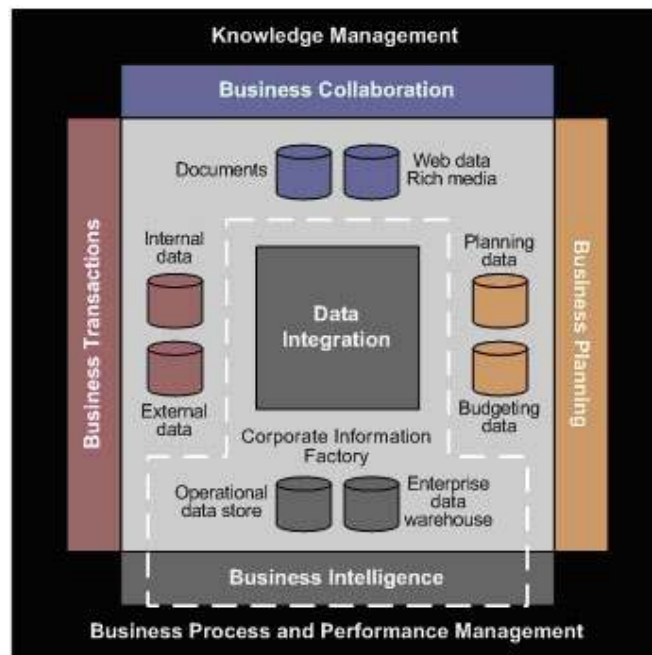 Knowledge Management
Business Collaboration
Documents
Web data
Rich media
Business Transactions
Internal
data
External
data
Data
Integration
Planning
data
Budgeting
data
Business Planning
Corporate Information
Factory
Operational
data store
Enterprise
data
warehouse
Business Intelligence
Business Process and Performance Management